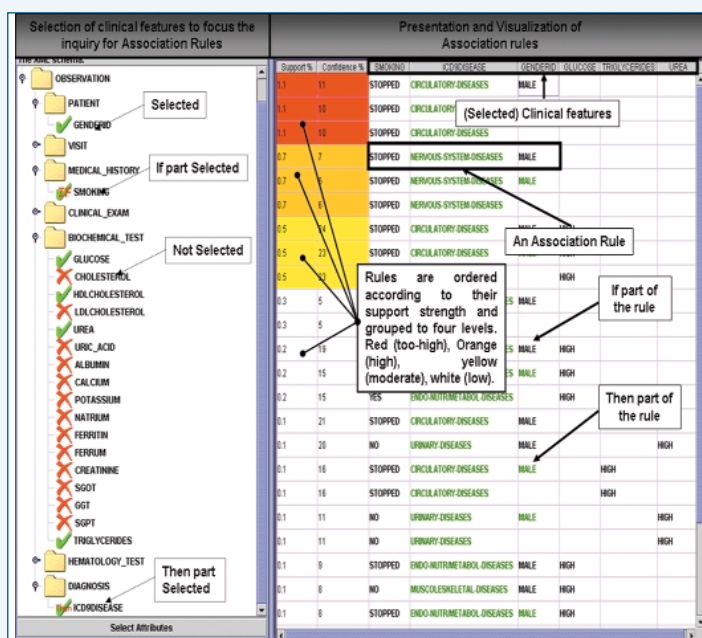 Selection of clinical features to focus the
inquiry for Association Rules
Presentation and Visualization of
Association rules
OBSERVATION
PATIENT
GENDERID
VISIT
MEDICAL_HISTORY
SMOKING
CLINICAL_EXAM
BIOCHEMICAL_TEST
GLUCOSE
CHOLESTEROL
HDLCHOLESTEROL
LDLCHOLESTEROL
UREA
URIC_ACID
ALBUMIN
CALCIUM
POTASSIUM
NATRIUM
FERRITIN
FERRUM
CREATININE
SGOT
GGT
SGPT
TRIGLYCERIDES
HEMATOLOGY_TEST
DIAGNOSIS
ICD9DISEASE
Select Attributes
Selected
If part
Selected
Not Selected
Then part
Selected
Support % Confidence % SMOKING ICD9DISEASE GENDERID GLUCOSE TRIGLYCERIDES UREA
1.1 11 STOPPED CIRCULATORY-DISEASES MALE
1.1 10 STOPPED
1.1 10 STOPPED CIRCULATORY-DISEASES
0.7 7 STOPPED NERVOUS-SYSTEM-DISEASES MALE
0.7 STOPPED NERVOUS-SYSTEM-DISEASES MALE
0.7 6 STOPPED NERVOUS-SYSTEM-DISEASES
0.5 STOPPED CIRCULATORY-DISEASES
0.5 23 STOPPED CIRCULATORY-DISEASES
0.5 HIGH
0.3 5 MALE
0.3 5
0.2 19 MALE HIGH
0.2 15 MALE HIGH
0.2 15 YES ENDO-NUTR/METABOL-DISEASES HIGH
0.1 21 STOPPED CIRCULATORY-DISEASES MALE
0.1 20 NO URINARY-DISEASES MALE HIGH
0.1 16 STOPPED CIRCULATORY-DISEASES MALE HIGH
0.1 16 STOPPED CIRCULATORY-DISEASES HIGH
0.1 11 NO URINARY-DISEASES MALE HIGH
0.1 11 NO URINARY-DISEASES HIGH
0.1 9 STOPPED ENDO-NUTR/METABOL-DISEASES MALE HIGH
0.1 8 NO MUSCOLESKELETAL-DISEASES MALE HIGH
0.1 8 STOPPED ENDO-NUTR/METABOL-DISEASES MALE HIGH
(Selected) Clinical features
An Association Rule
Rules are ordered
according to their
support strength and
grouped to four levels.
Red (too-high), Orange
(high), yellow
(moderate), white (low).
If part of
the rule
Then part of
the rule